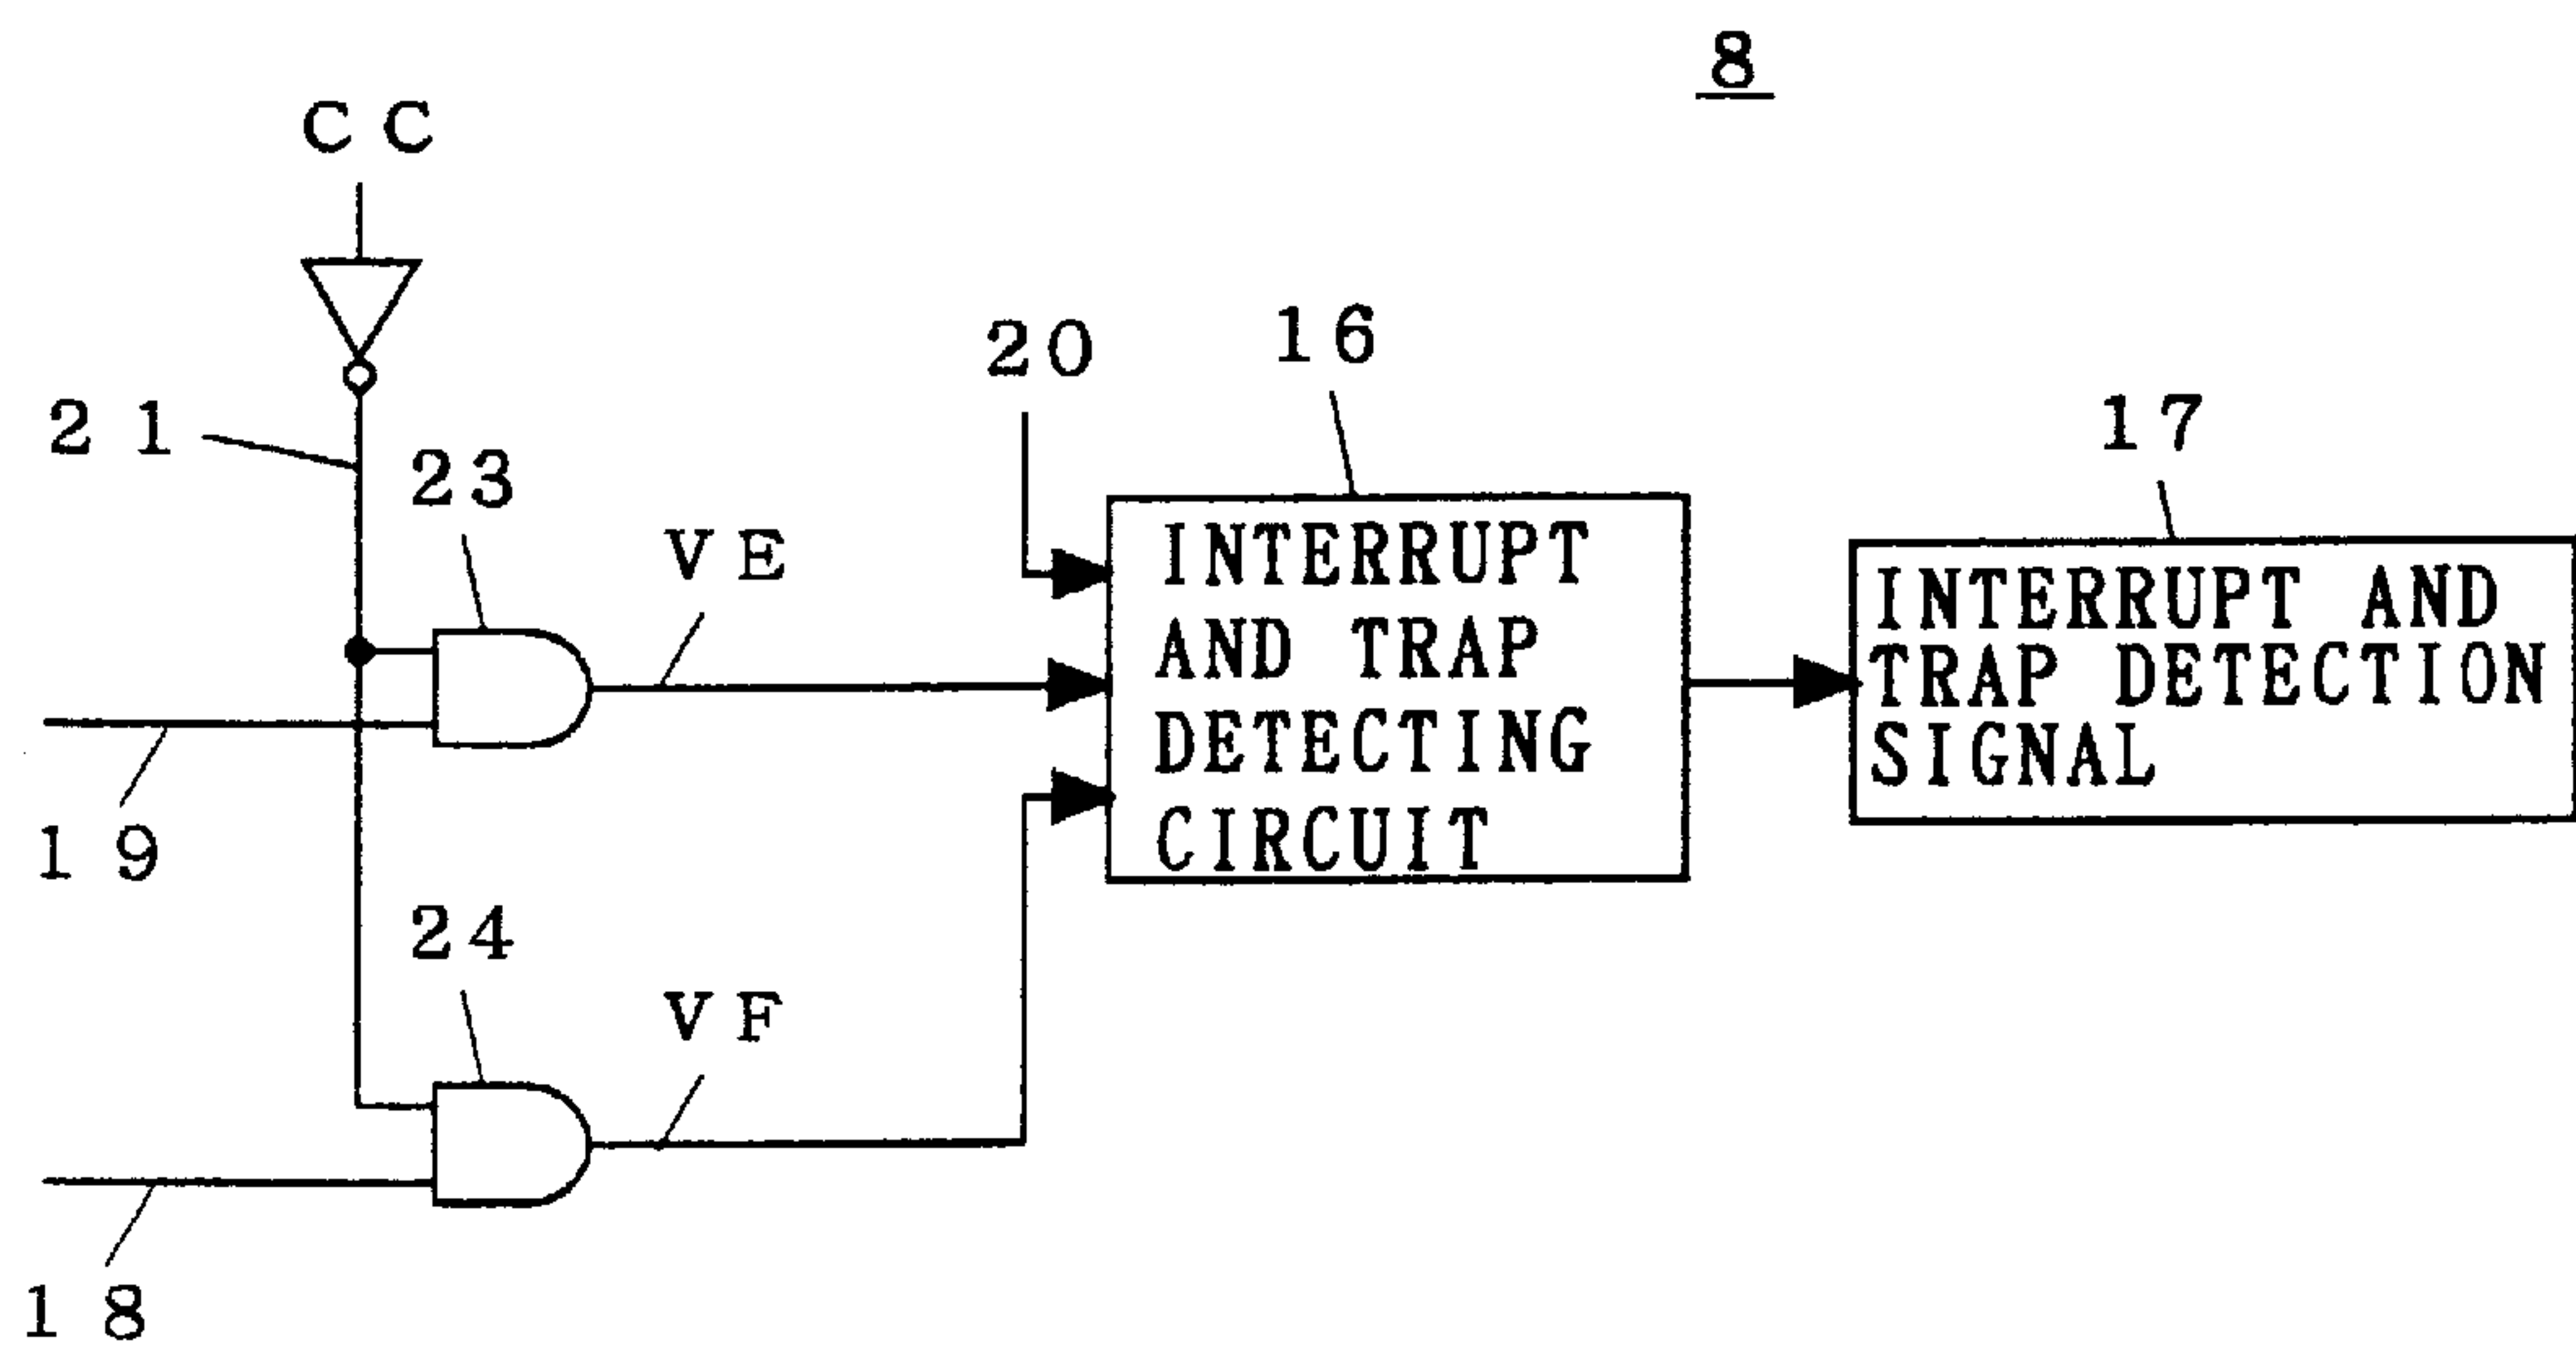 8
CC
20
16
21
17
23
VE
INTERRUPT
AND TRAP
DETECTING
CIRCUIT
INTERRUPT AND
TRAP DETECTION
SIGNAL
19
24
VF
18